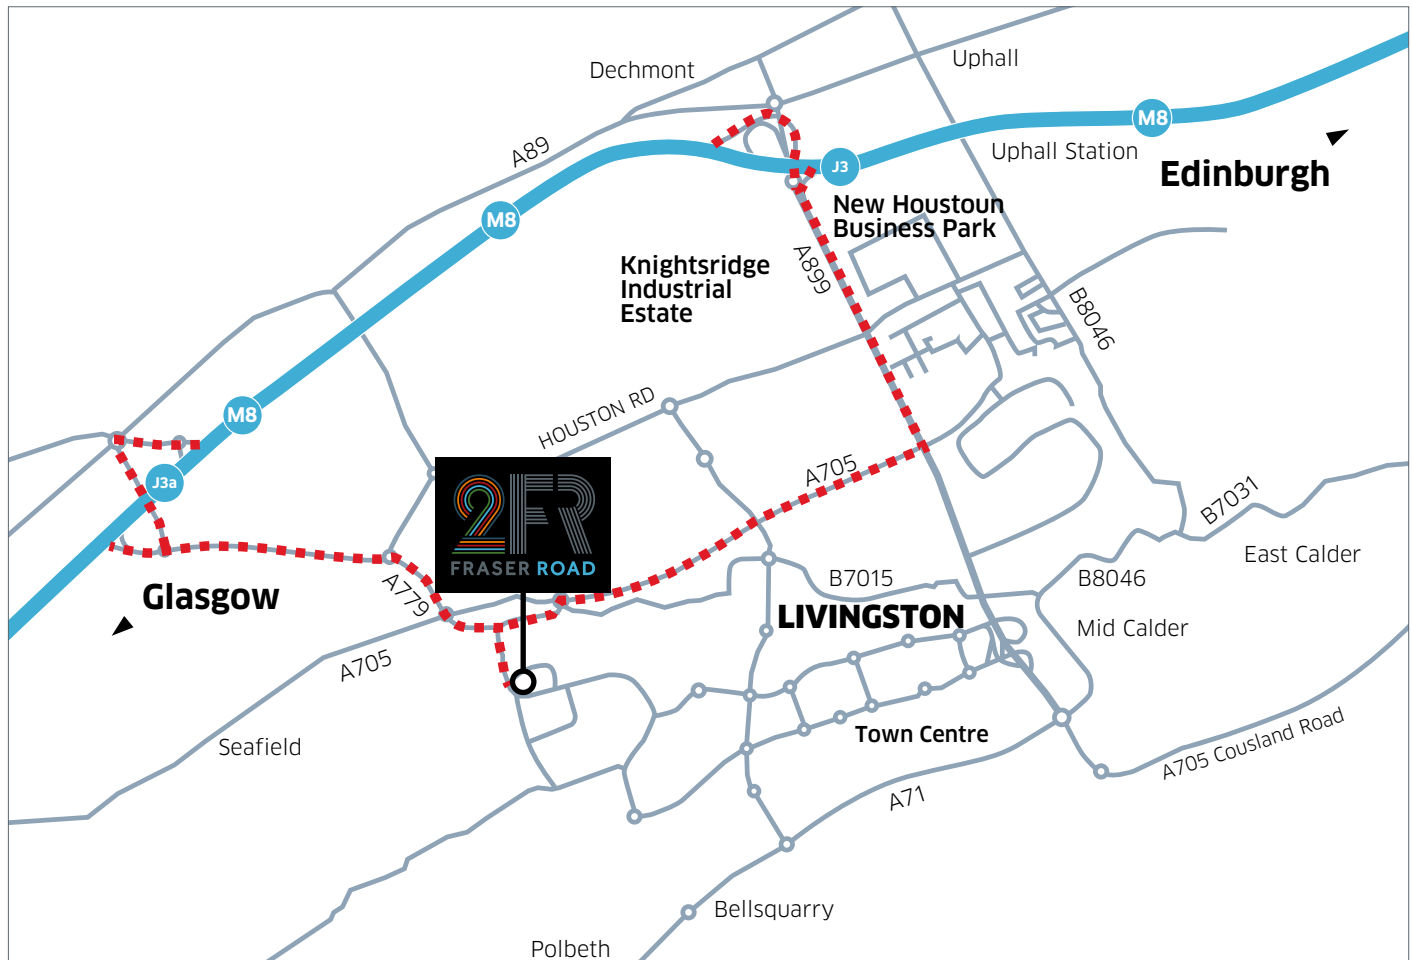 Uphall
Dechmont
M8
A89
Uphall Station
J3
Edinburgh
New Houstoun
Business Park
M8
Knightsridge
Industrial
Estate
A899
B8046
HOUSTON RD
M8
A705
J3a
B7031
2FR
FRASER ROAD
East Calder
B7015
B8046
Glasgow
A779
LIVINGSTON
Mid Calder
A705
Town Centre
Seafield
A705 Cousland Road
A71
Bellsquarry
Polbeth